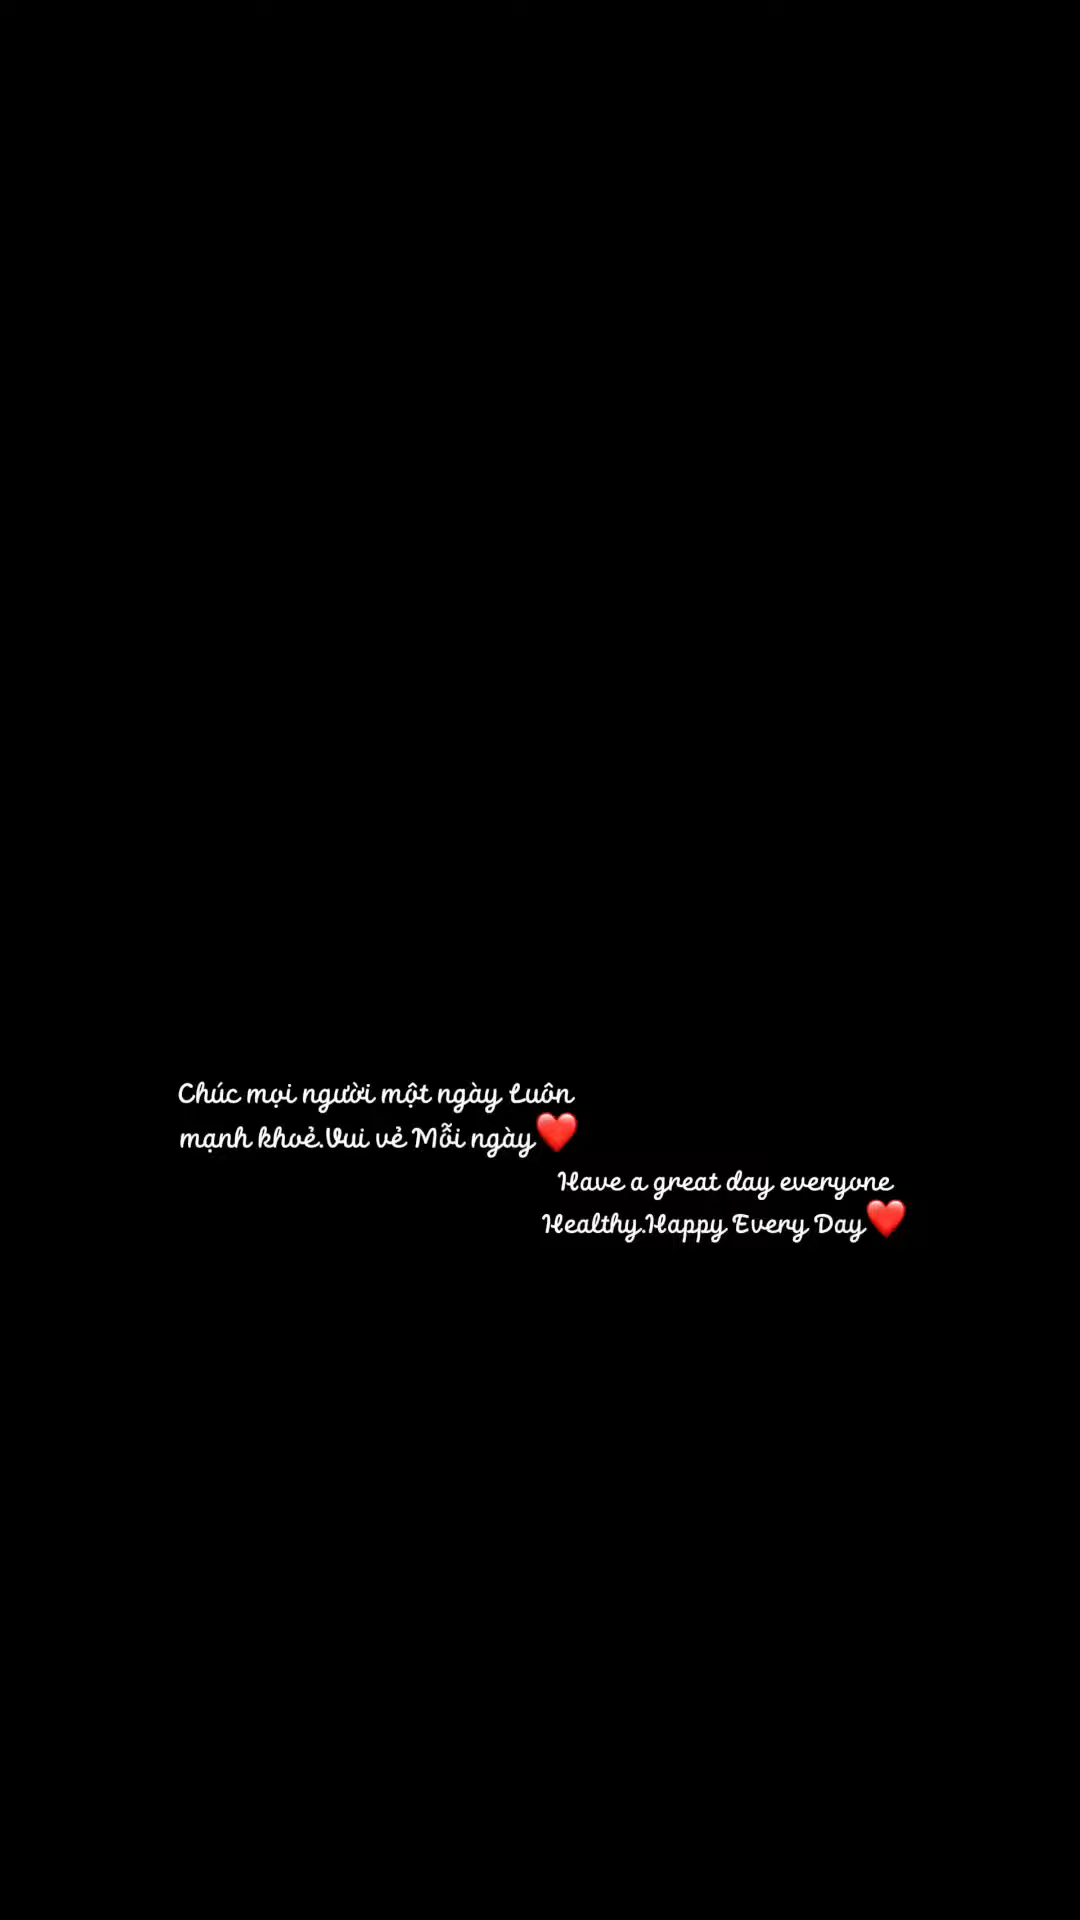 Chúc mọi người một ngày Luôn
mạnh khoẻ.Vui vẻ Mỗi ngày❤️
Have a great day everyone
Healthy.Happy Every Day❤️